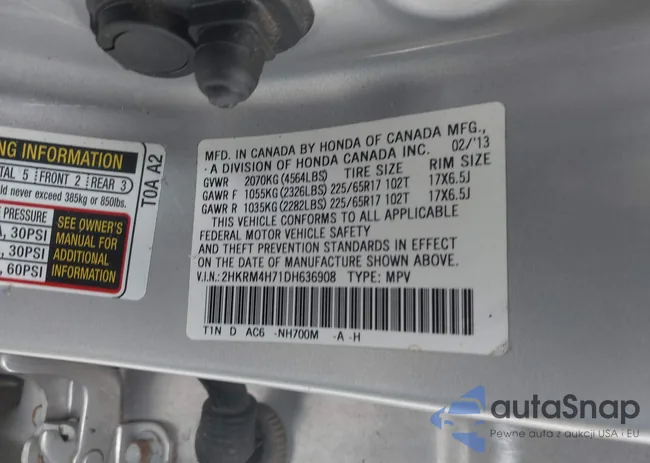 NG INFORMATION
TAL 5 FRONT 2 REAR 3
ld never exceed 385kg or 850lbs.
PRESSURE
A, 30PSI
, 30PSI
, 60PSI
SEE OWNER'S
MANUAL FOR
ADDITIONAL
INFORMATION
T0A A2
MFD. IN CANADA BY HONDA OF CANADA MFG.,
A DIVISION OF HONDA CANADA INC. 02/'13
GVWR 2070KG (4564LBS) TIRE SIZE RIM SIZE
GAWR F 1055KG (2326LBS) 225/65R17 102T 17X6.5J
GAWR R 1035KG (2282LBS) 225/65R17 102T 17X6.5J
THIS VEHICLE CONFORMS TO ALL APPLICABLE
FEDERAL MOTOR VEHICLE SAFETY
AND THEFT PREVENTION STANDARDS IN EFFECT
ON THE DATE OF MANUFACTURE SHOWN ABOVE.
V.I.N.:2HKRM4H71DH636908 TYPE: MPV
T1N D AC6 -NH700M -A -H
autaSnap
Pewne auta z aukcji USA i EU